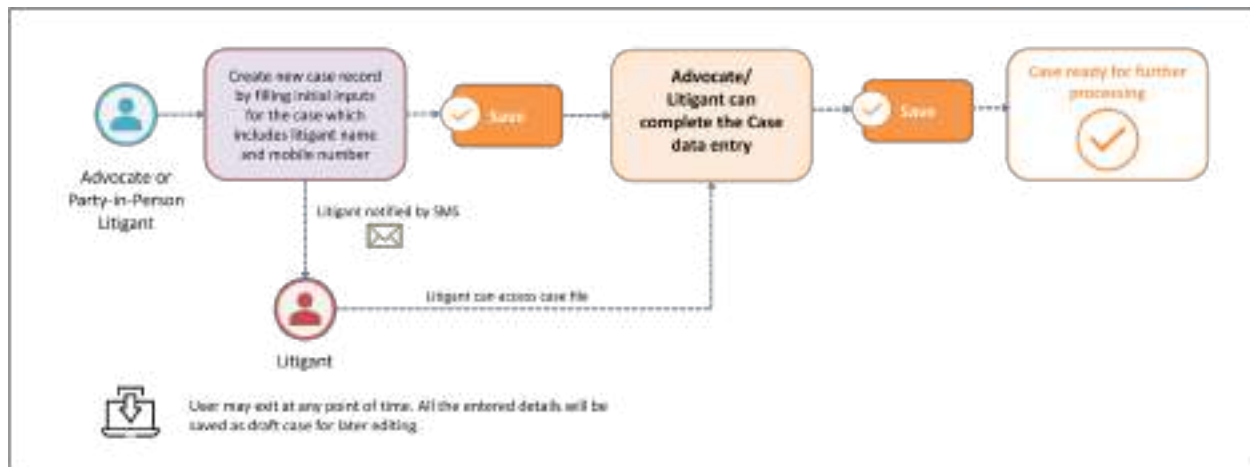 Create new case record
by filling initial inputs
for the case which
includes litigant name
and mobile number
Save
Advocate/
Litigant can
complete the Case
data entry
Save
Case ready for further
processing
Advocate or
Party-in-Person
Litigant
Litigant notified by SMS
Litigant can access case file
Litigant
User may exit at any point of time. All the entered details will be
saved as draft case for later editing